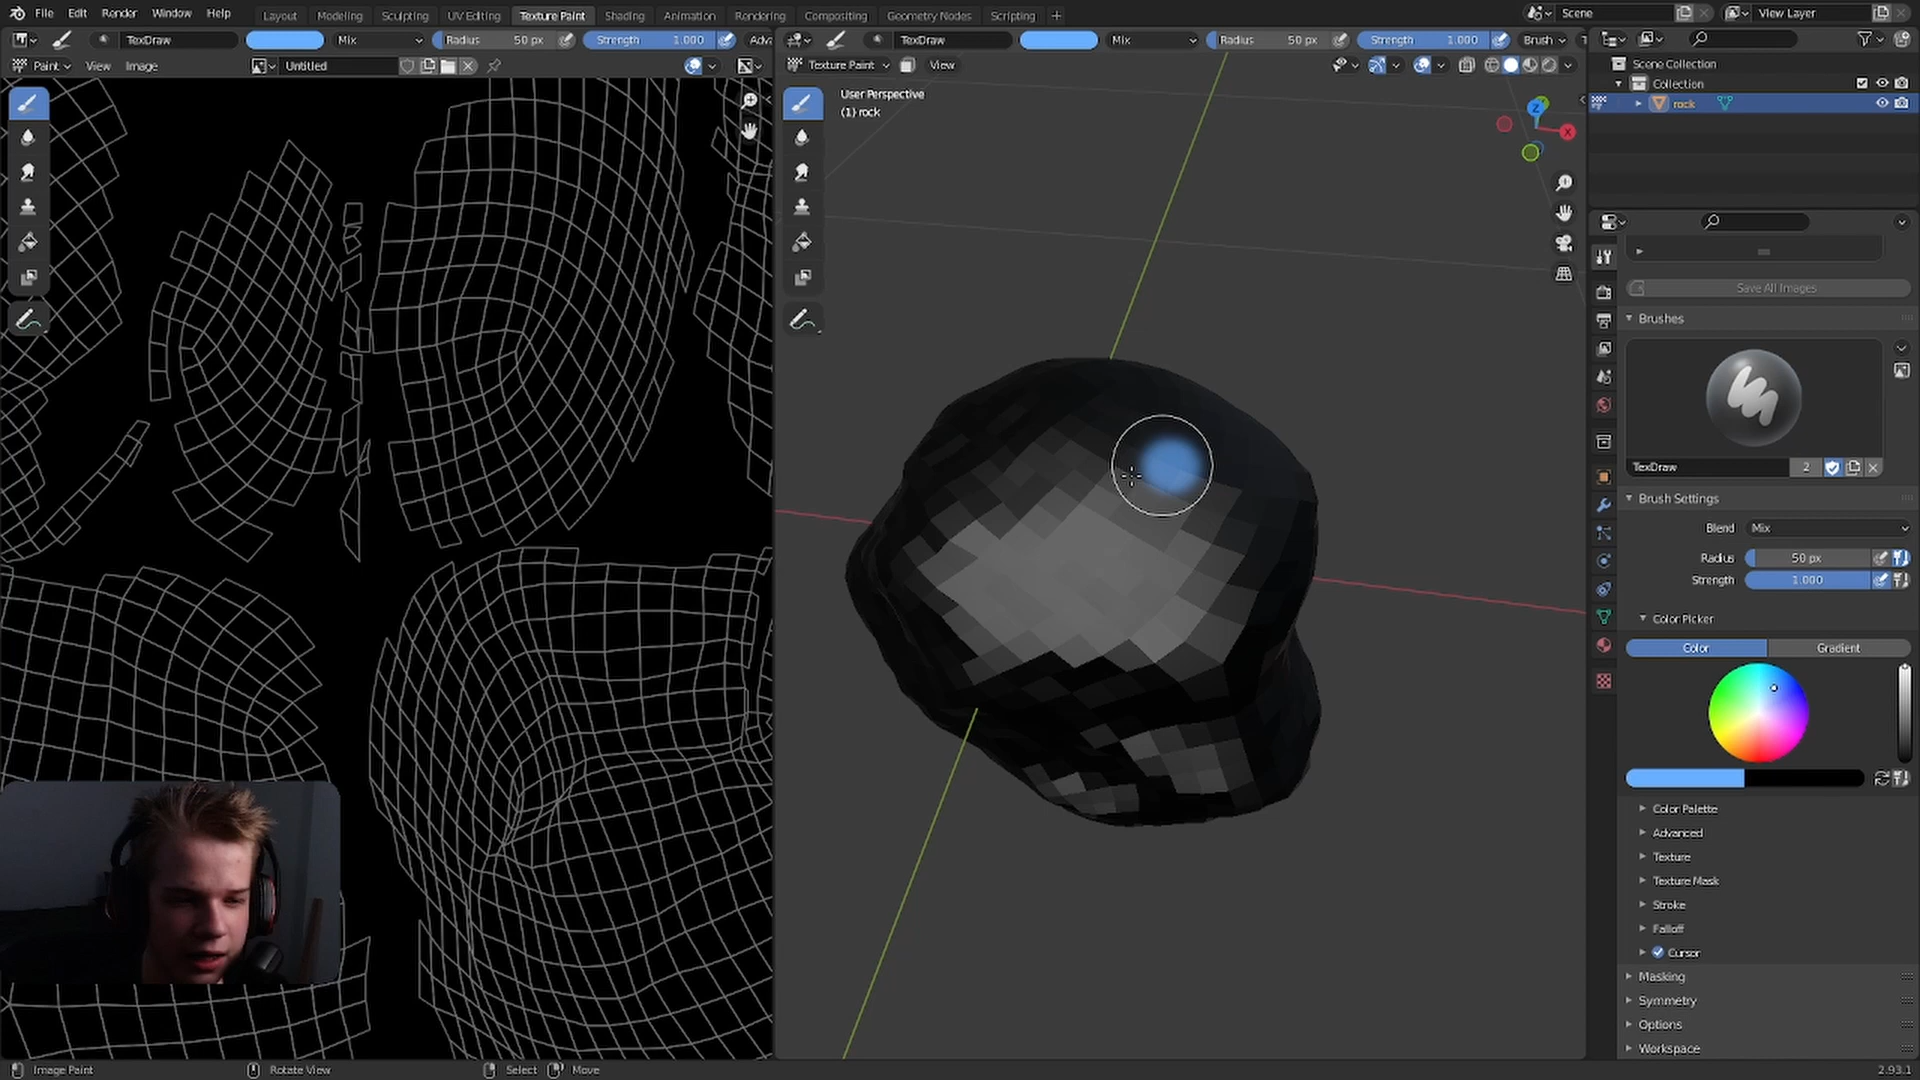 File Edit Render Window Help
Layout Modeling Sculpting UV Editing Texture Paint Shading Animation Rendering Compositing Geometry Nodes Scripting +
Scene
View Layer
TexDraw
Mix
Radius 50 px
Strength 1.000
Adv
TexDraw
Mix
Radius 50 px
Strength 1.000
Brush
Paint View Image
Untitled
Texture Paint View
User Perspective
(1) rock
Z
X
Scene Collection
Collection
rock
Save All Images
Brushes
TexDraw 2
Brush Settings
Blend Mix
Radius 50 px
Strength 1.000
Color Picker
Color Gradient
Color Palette
Advanced
Texture
Texture Mask
Stroke
Falloff
Cursor
Masking
Symmetry
Options
Workspace
Image Paint
Rotate View
Select
Move
2.93.1